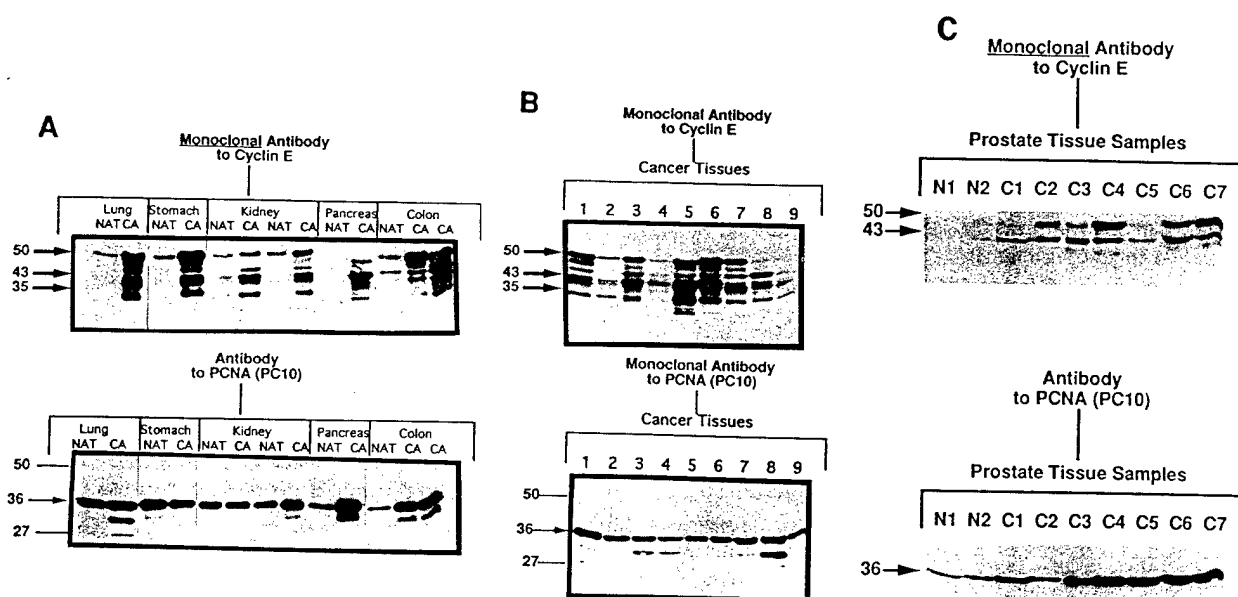 A
Monoclonal Antibody
to Cyclin E
Lung Stomach Kidney Pancreas Colon
NAT CA NAT CA NAT CA NAT CA NAT CA NAT CA CA
50
43
35
Antibody
to PCNA (PC10)
Lung Stomach Kidney Pancreas Colon
NAT CA NAT CA NAT CA NAT CA NAT CA NAT CA CA
50
36
27
B
Monoclonal Antibody
to Cyclin E
Cancer Tissues
1 2 3 4 5 6 7 8 9
50
43
35
Monoclonal Antibody
to PCNA (PC10)
Cancer Tissues
1 2 3 4 5 6 7 8 9
50
36
27
C
Monoclonal Antibody
to Cyclin E
Prostate Tissue Samples
N1 N2 C1 C2 C3 C4 C5 C6 C7
50
43
Antibody
to PCNA (PC10)
Prostate Tissue Samples
N1 N2 C1 C2 C3 C4 C5 C6 C7
36